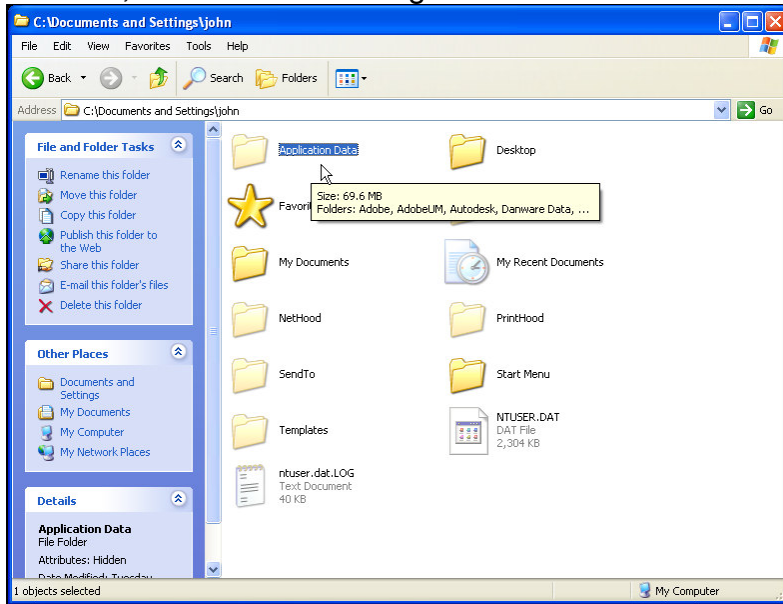 C:\Documents and Settings\john
File Edit View Favorites Tools Help
Back Search Folders
Address C:\Documents and Settings\john Go
File and Folder Tasks
Rename this folder
Move this folder
Copy this folder
Publish this folder to
the Web
Share this folder
E-mail this folder's files
Delete this folder
Other Places
Documents and
Settings
My Documents
My Computer
My Network Places
Details
Application Data
File Folder
Attributes: Hidden
Date Modified: Tuesday
Application Data
Desktop
Size: 69.6 MB
Folders: Adobe, AdobeUM, Autodesk, Danware Data, ...
My Documents
My Recent Documents
NetHood
PrintHood
SendTo
Start Menu
Templates
NTUSER.DAT
DAT File
2,304 KB
ntuser.dat.LOG
Text Document
40 KB
1 objects selected
My Computer